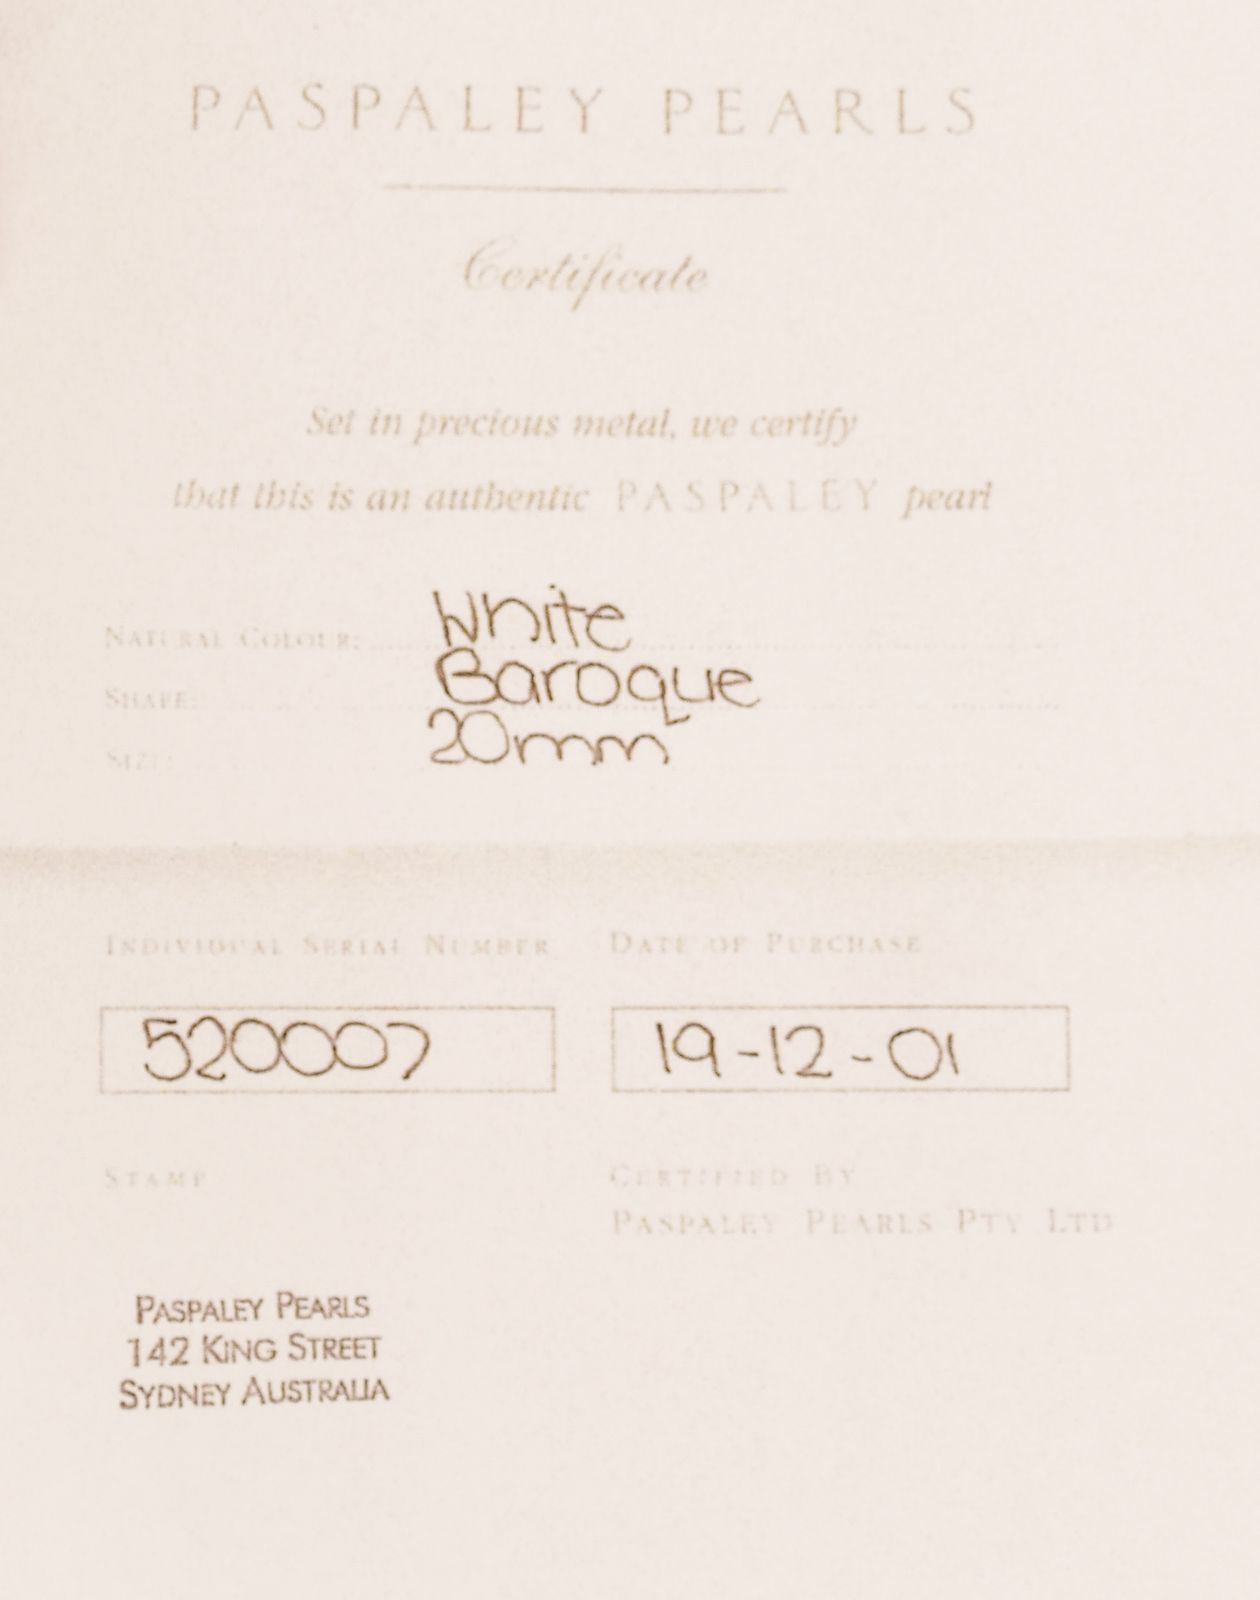 PASPALEY PEARLS
Certificate
Set in precious metal, we certify
that this is an authentic PASPALEY pearl
NATURAL COLOUR: White
SHAPE: Baroque
SIZE: 20mm
INDIVIDUAL SERIAL NUMBER DATE OF PURCHASE
520007 19-12-01
STAMP CERTIFIED BY
PASPALEY PEARLS PTY LTD
PASPALEY PEARLS
142 KING STREET
SYDNEY AUSTRALIA